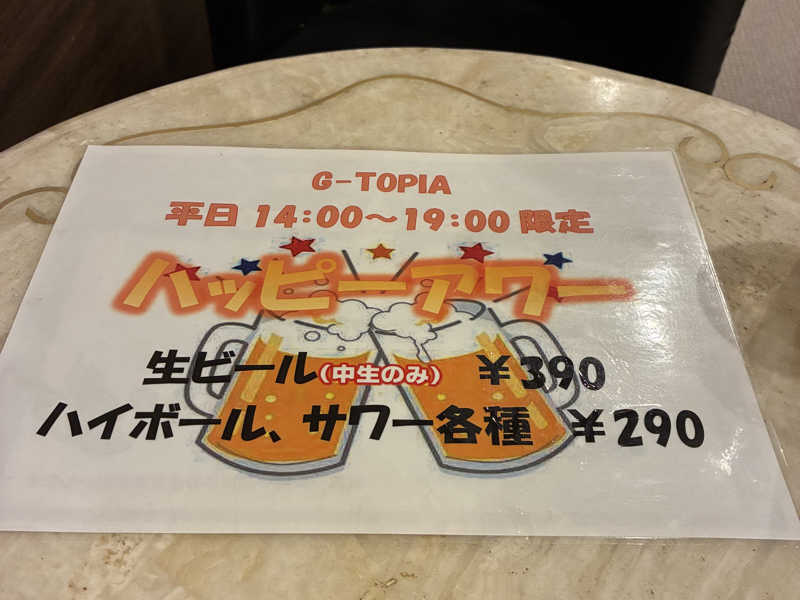 G-TOPIA
平日 14:00～19:00 限定
ハッピーアワー
生ビール(中生のみ) ￥390
ハイボール、サワー各種 ￥290